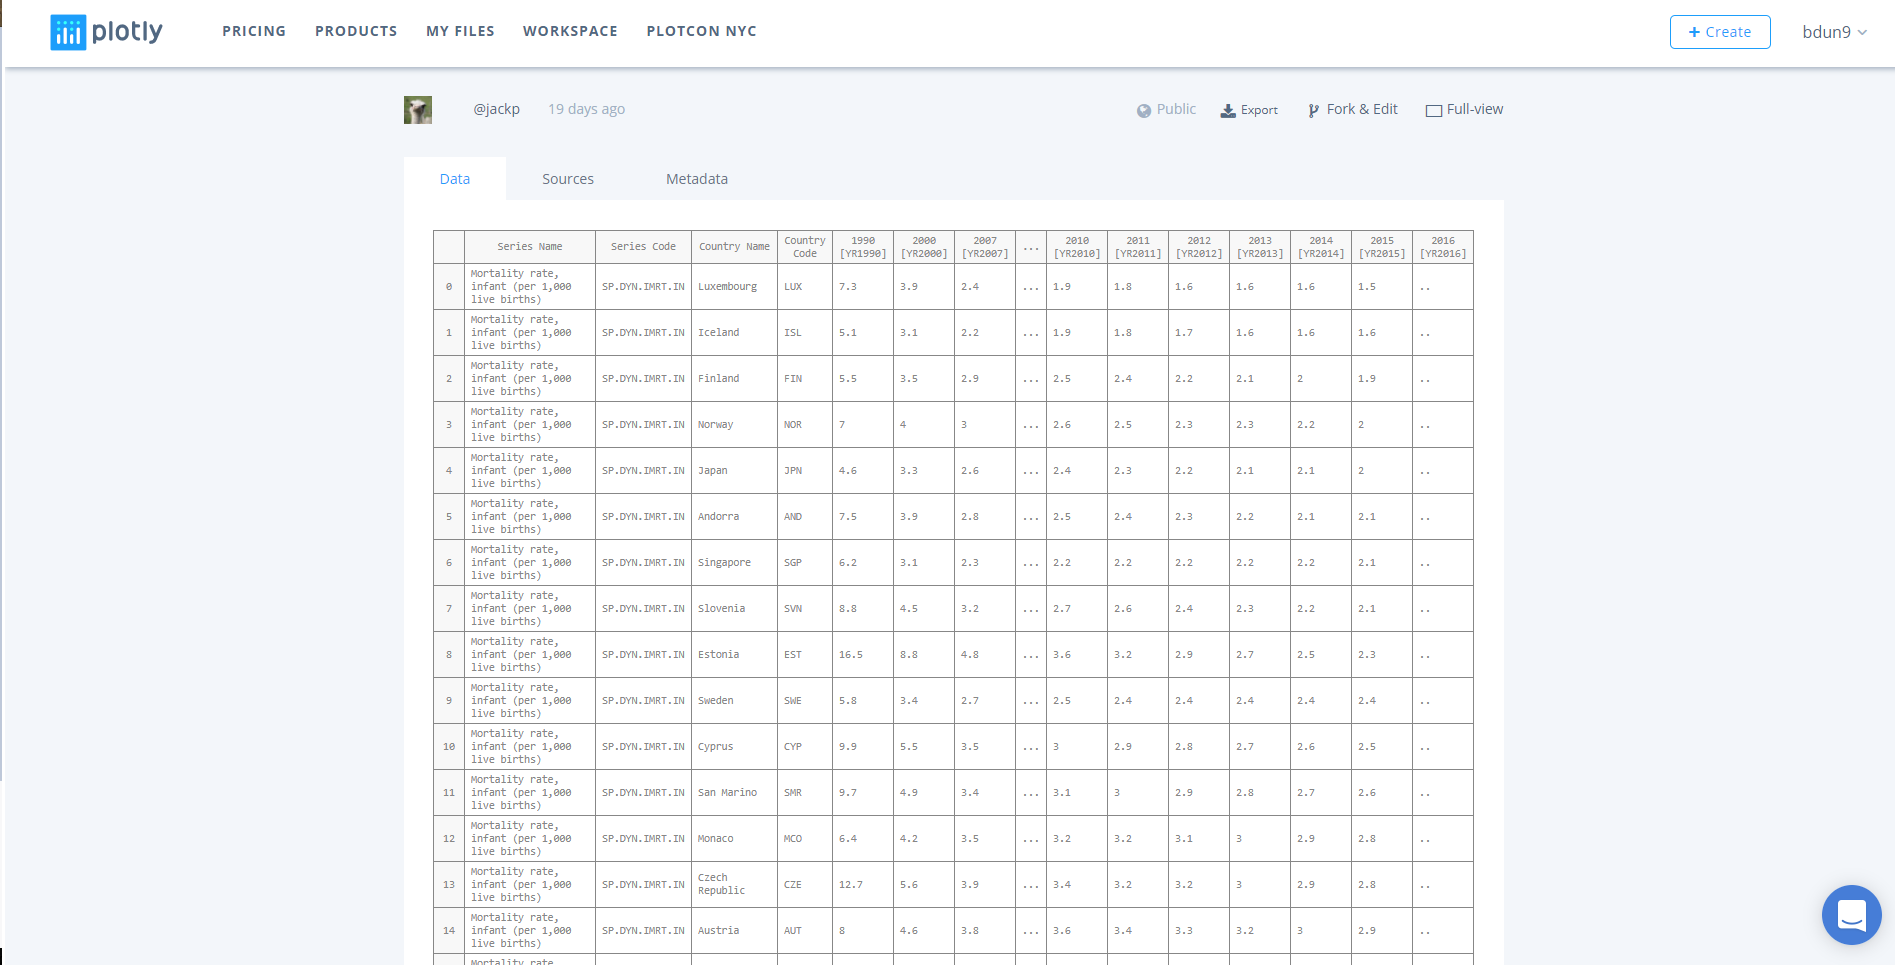 plotly PRICING PRODUCTS MY FILES WORKSPACE PLOTCON NYC + Create bdun9
@jackp 19 days ago Public Export Fork & Edit Full-view
Data Sources Metadata
Series Name Series Code Country Name Country Code 1990 [YR1990] 2000 [YR2000] 2007 [YR2007] ... 2010 [YR2010] 2011 [YR2011] 2012 [YR2012] 2013 [YR2013] 2014 [YR2014] 2015 [YR2015] 2016 [YR2016]
0 Mortality rate, infant (per 1,000 live births) SP.DYN.IMRT.IN Luxembourg LUX 7.3 3.9 2.4 ... 1.9 1.8 1.6 1.6 1.6 1.5 ..
1 Mortality rate, infant (per 1,000 live births) SP.DYN.IMRT.IN Iceland ISL 5.1 3.1 2.2 ... 1.9 1.8 1.7 1.6 1.6 1.6 ..
2 Mortality rate, infant (per 1,000 live births) SP.DYN.IMRT.IN Finland FIN 5.5 3.5 2.9 ... 2.5 2.4 2.2 2.1 2 1.9 ..
3 Mortality rate, infant (per 1,000 live births) SP.DYN.IMRT.IN Norway NOR 7 4 3 ... 2.6 2.5 2.3 2.3 2.2 2 ..
4 Mortality rate, infant (per 1,000 live births) SP.DYN.IMRT.IN Japan JPN 4.6 3.3 2.6 ... 2.4 2.3 2.2 2.1 2.1 2 ..
5 Mortality rate, infant (per 1,000 live births) SP.DYN.IMRT.IN Andorra AND 7.5 3.9 2.8 ... 2.5 2.4 2.3 2.2 2.1 2.1 ..
6 Mortality rate, infant (per 1,000 live births) SP.DYN.IMRT.IN Singapore SGP 6.2 3.1 2.3 ... 2.2 2.2 2.2 2.2 2.2 2.1 ..
7 Mortality rate, infant (per 1,000 live births) SP.DYN.IMRT.IN Slovenia SVN 8.8 4.5 3.2 ... 2.7 2.6 2.4 2.3 2.2 2.1 ..
8 Mortality rate, infant (per 1,000 live births) SP.DYN.IMRT.IN Estonia EST 16.5 8.8 4.8 ... 3.6 3.2 2.9 2.7 2.5 2.3 ..
9 Mortality rate, infant (per 1,000 live births) SP.DYN.IMRT.IN Sweden SWE 5.8 3.4 2.7 ... 2.5 2.4 2.4 2.4 2.4 2.4 ..
10 Mortality rate, infant (per 1,000 live births) SP.DYN.IMRT.IN Cyprus CYP 9.9 5.5 3.5 ... 3 2.9 2.8 2.7 2.6 2.5 ..
11 Mortality rate, infant (per 1,000 live births) SP.DYN.IMRT.IN San Marino SMR 9.7 4.9 3.4 ... 3.1 3 2.9 2.8 2.7 2.6 ..
12 Mortality rate, infant (per 1,000 live births) SP.DYN.IMRT.IN Monaco MCO 6.4 4.2 3.5 ... 3.2 3.2 3.1 3 2.9 2.8 ..
13 Mortality rate, infant (per 1,000 live births) SP.DYN.IMRT.IN Czech Republic CZE 12.7 5.6 3.9 ... 3.4 3.2 3.2 3 2.9 2.8 ..
14 Mortality rate, infant (per 1,000 live births) SP.DYN.IMRT.IN Austria AUT 8 4.6 3.8 ... 3.6 3.4 3.3 3.2 3 2.9 ..
Mortality rate,